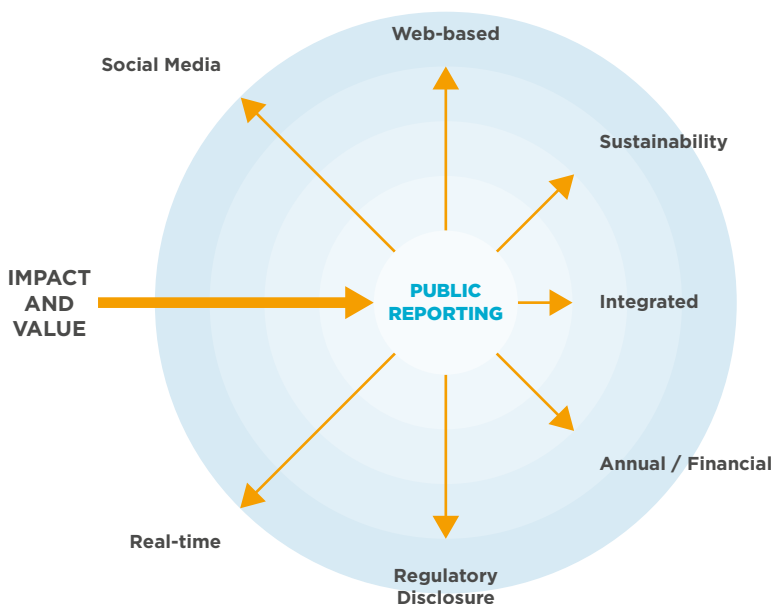 Web-based
Social Media
Sustainability
IMPACT
AND
VALUE
PUBLIC
REPORTING
Integrated
Annual / Financial
Real-time
Regulatory
Disclosure